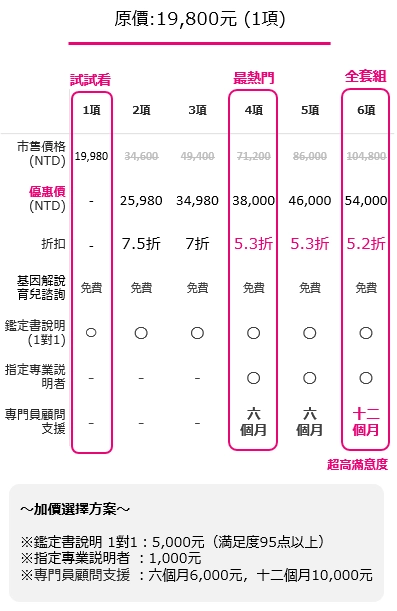 原價:19,800元 (1項)
試試看 最熱門 全套組
1項 2項 3項 4項 5項 6項
市售價格 (NTD) 19,980 34,600 49,400 71,200 86,000 104,800
優惠價 (NTD) - 25,980 34,980 38,000 46,000 54,000
折扣 - 7.5折 7折 5.3折 5.3折 5.2折
基因解說 育兒諮詢 免費 免費 免費 免費 免費 免費
鑑定書説明 (1對1) ○ ○ ○ ○ ○ ○
指定專業説明者 - - - ○ ○ ○
専門員顧問支援 - - - 六個月 六個月 十二個月
超高滿意度
～加價選擇方案～
※鑑定書說明 1對1：5,000元（滿足度95点以上）
※指定專業説明者 ：1,000元
※専門員顧問支援 ：六個月6,000元，十二個月10,000元